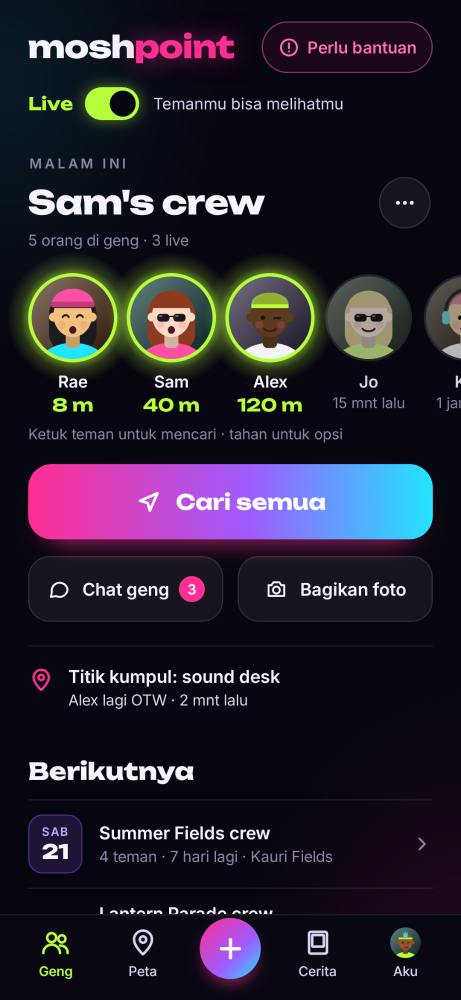 moshpoint
Perlu bantuan
Live
Temanmu bisa melihatmu
MALAM INI
Sam's crew
5 orang di geng · 3 live
Rae
Sam
Alex
Jo
8 m
40 m
120 m
15 mnt lalu
Ketuk teman untuk mencari · tahan untuk opsi
Cari semua
Chat geng 3
Bagikan foto
Titik kumpul: sound desk
Alex lagi OTW · 2 mnt lalu
Berikutnya
SAB
21
Summer Fields crew
4 teman · 7 hari lagi · Kauri Fields
Lantern Parade crew
Geng
Peta
Cerita
Aku